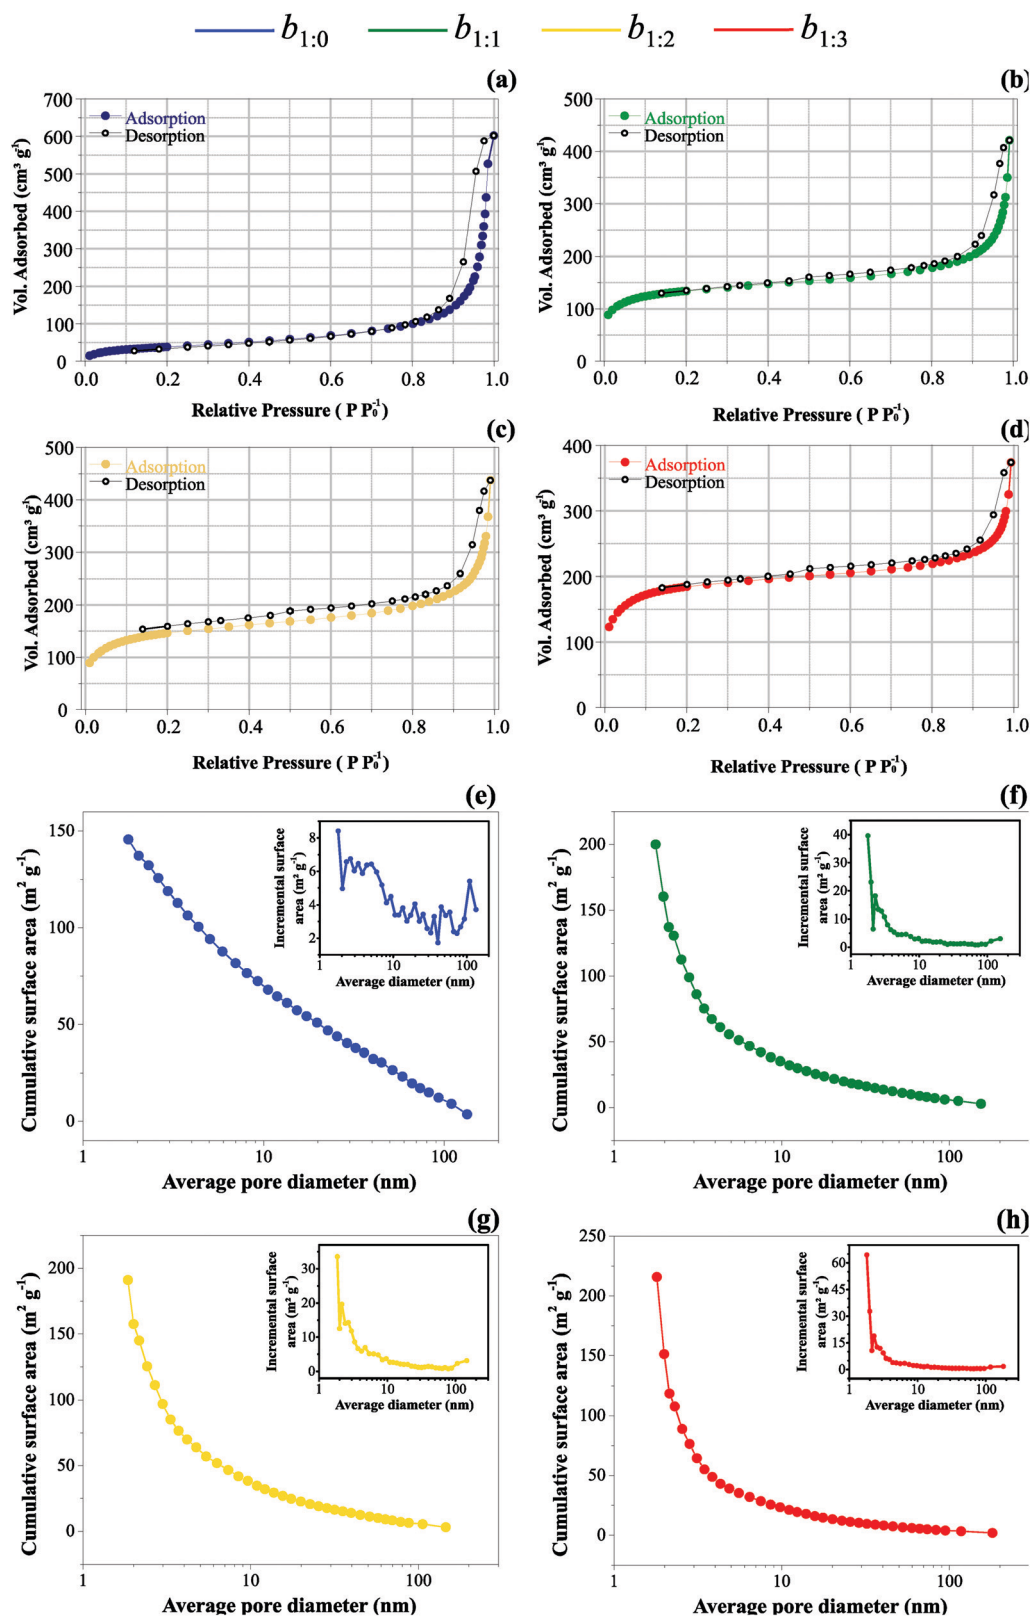 b1:0 b1:1 b1:2 b1:3
(a)
700
600
500
400
300
200
100
0
Vol. Adsorbed (cm³ g⁻¹)
Adsorption
Desorption
0.0 0.2 0.4 0.6 0.8 1.0
Relative Pressure ( P P₀⁻¹)
(b)
500
400
300
200
100
0
Vol. Adsorbed (cm³ g⁻¹)
Adsorption
Desorption
0.0 0.2 0.4 0.6 0.8 1.0
Relative Pressure ( P P₀⁻¹)
(c)
500
400
300
200
100
0
Vol. Adsorbed (cm³ g⁻¹)
Adsorption
Desorption
0.0 0.2 0.4 0.6 0.8 1.0
Relative Pressure ( P P₀⁻¹)
(d)
400
300
200
100
0
Vol. Adsorbed (cm³ g⁻¹)
Adsorption
Desorption
0.0 0.2 0.4 0.6 0.8 1.0
Relative Pressure ( P P₀⁻¹)
(e)
150
100
50
0
Cumulative surface area (m² g⁻¹)
8
6
4
2
Incremental surface
area (m² g⁻¹)
1 10 100
Average diameter (nm)
1 10 100
Average pore diameter (nm)
(f)
200
150
100
50
0
Cumulative surface area (m² g⁻¹)
40
30
20
10
0
Incremental surface
area (m² g⁻¹)
1 10 100
Average diameter (nm)
1 10 100
Average pore diameter (nm)
(g)
200
150
100
50
0
Cumulative surface area (m² g⁻¹)
30
20
10
0
Incremental surface
area (m² g⁻¹)
1 10 100
Average diameter (nm)
1 10 100
Average pore diameter (nm)
(h)
250
200
150
100
50
0
Cumulative surface area (m² g⁻¹)
60
45
30
15
0
Incremental surface
area (m² g⁻¹)
1 10 100
Average diameter (nm)
1 10 100
Average pore diameter (nm)